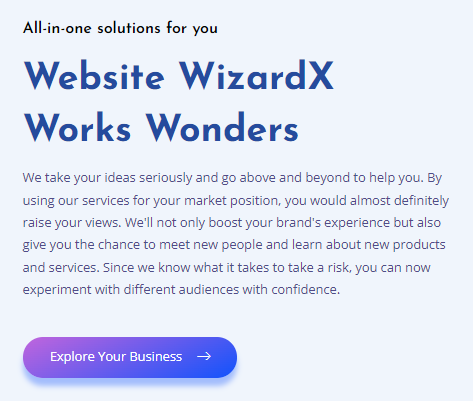 All-in-one solutions for you
Website WizardX
Works Wonders
We take your ideas seriously and go above and beyond to help you. By
using our services for your market position, you would almost definitely
raise your views. We'll not only boost your brand's experience but also
give you the chance to meet new people and learn about new products
and services. Since we know what it takes to take a risk, you can now
experiment with different audiences with confidence.
Explore Your Business →